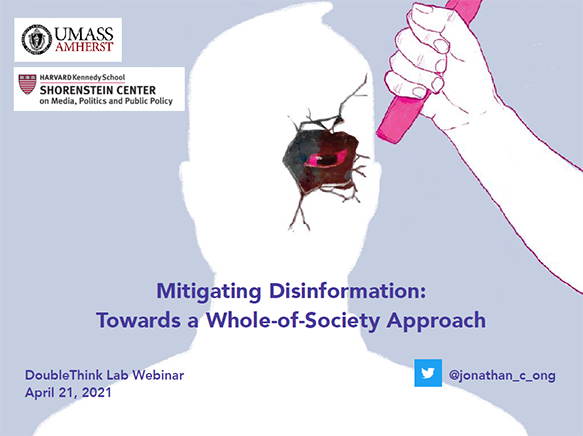 UMASS
AMHERST
HARVARD Kennedy School
SHORENSTEIN CENTER
on Media, Politics and Public Policy
Mitigating Disinformation:
Towards a Whole-of-Society Approach
DoubleThink Lab Webinar
April 21, 2021
@jonathan_c_ong